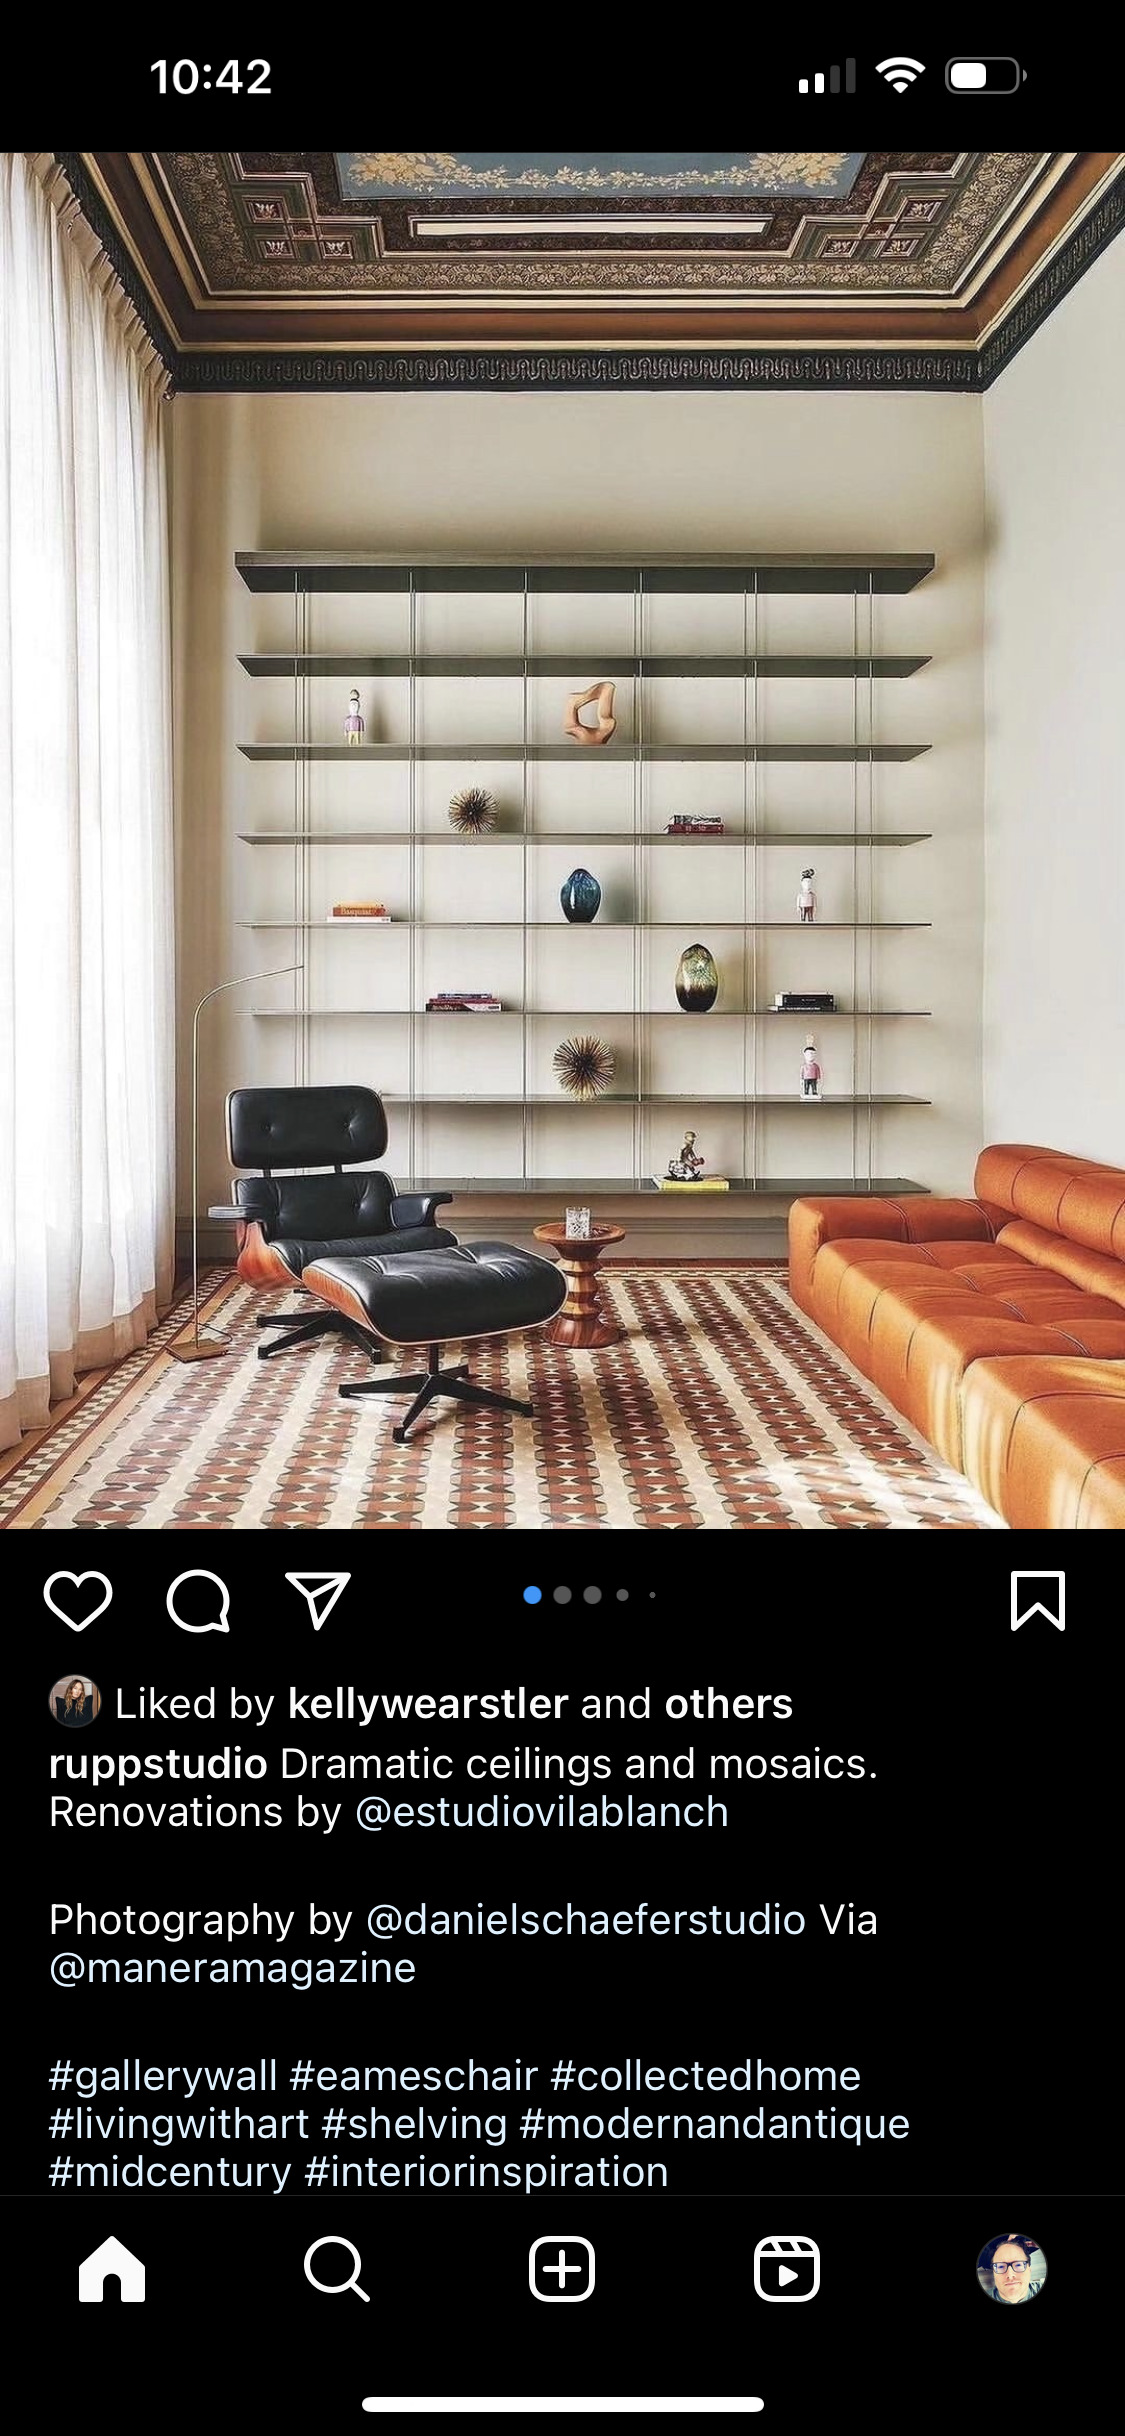 10:42
Basquiat
Liked by kellywearstler and others
ruppstudio Dramatic ceilings and mosaics.
Renovations by @estudiovilablanch
Photography by @danielschaeferstudio Via
@maneramagazine
#gallerywall #eameschair #collectedhome
#livingwithart #shelving #modernandantique
#midcentury #interiorinspiration